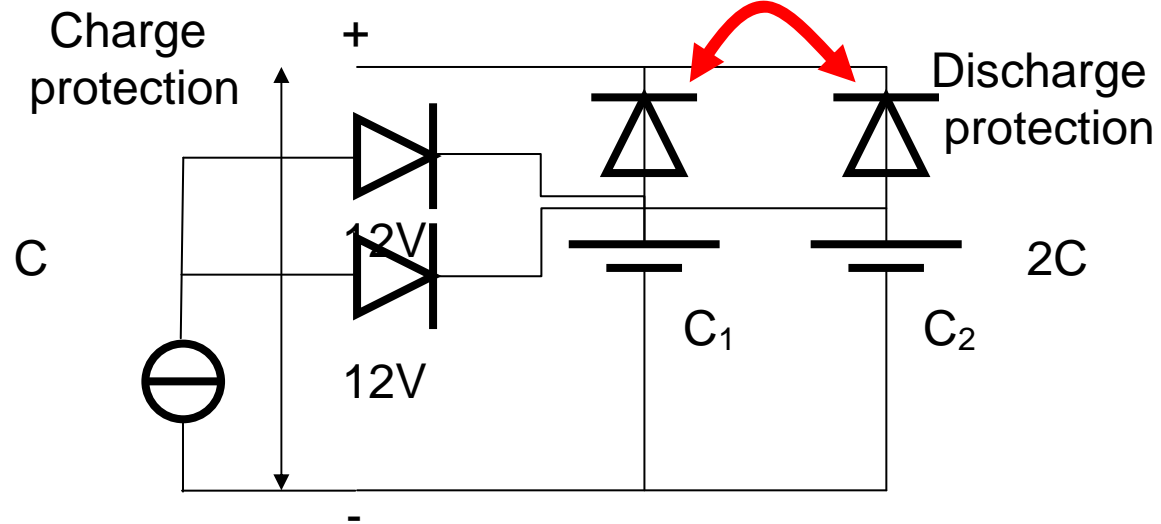 Charge
protection
+
Discharge
protection
12V
C
2C
C₁
C₂
12V
-